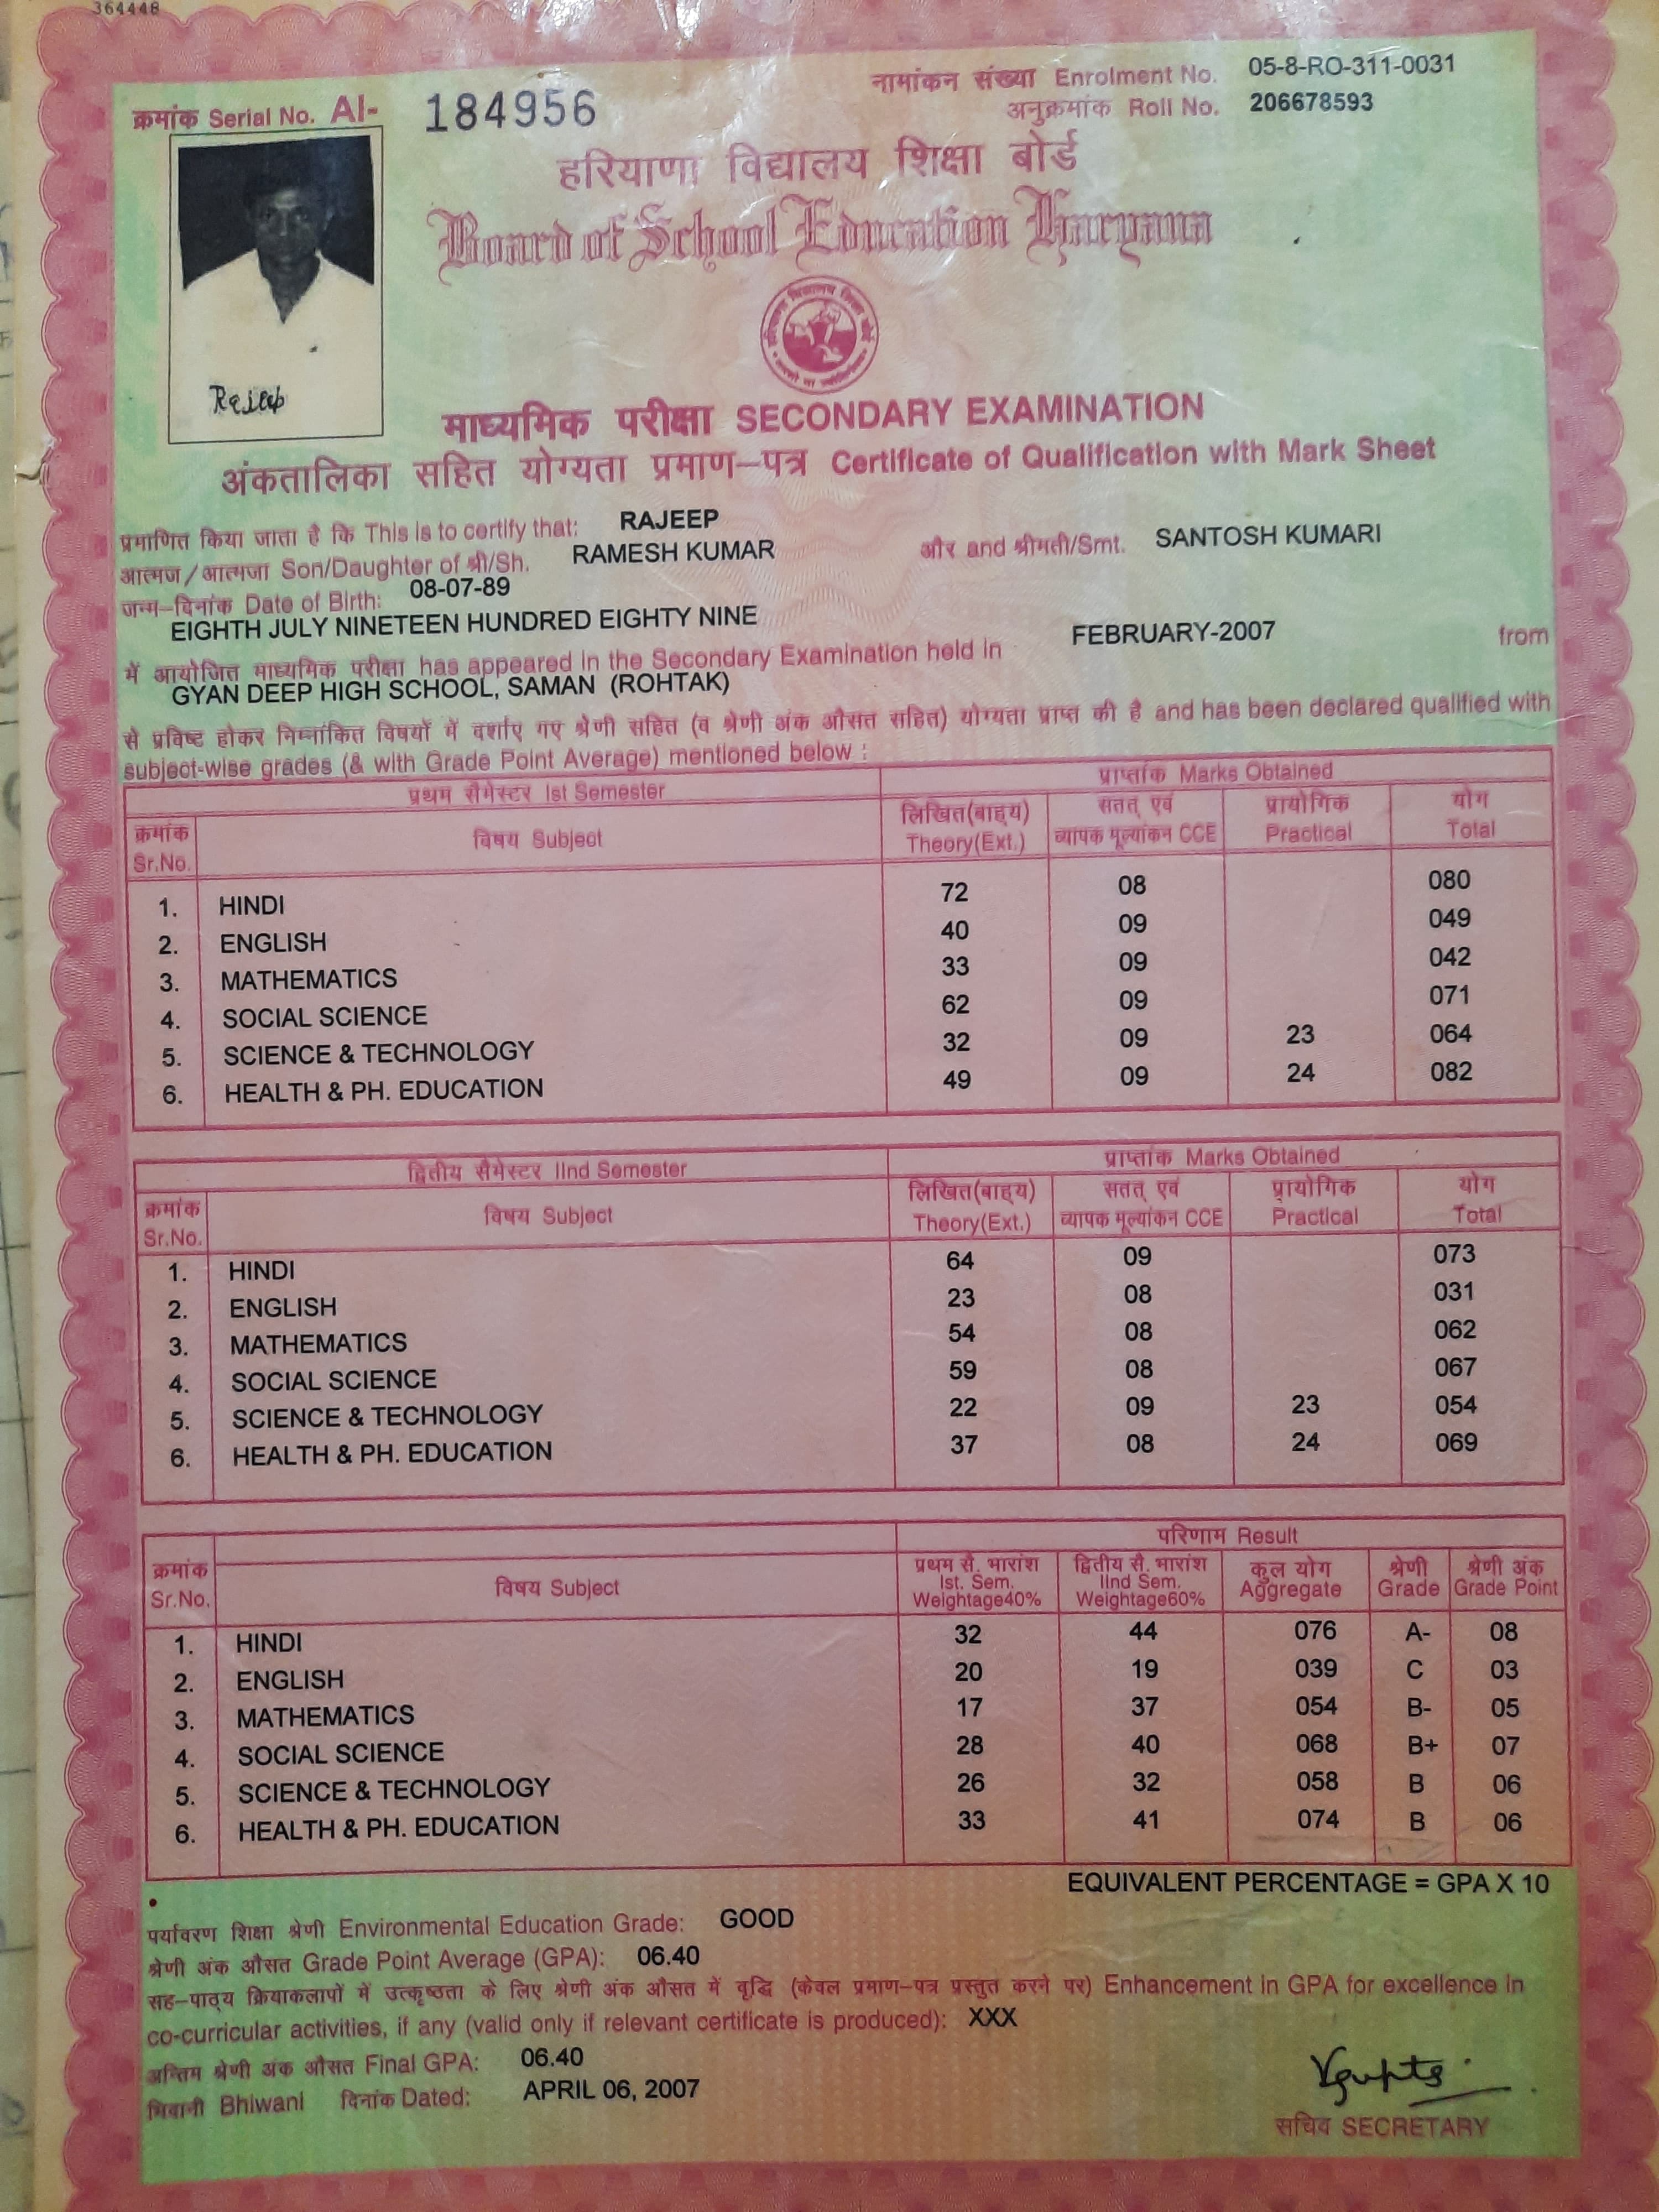 364448
नामांकन संख्या Enrolment No. 05-8-RO-311-0031
क्रमांक Serial No. AI- 184956
अनुक्रमांक Roll No. 206678593
हरियाणा विद्यालय शिक्षा बोर्ड
Board of School Education Haryana
Rajeep
माध्यमिक परीक्षा SECONDARY EXAMINATION
अंकतालिका सहित योग्यता प्रमाण-पत्र Certificate of Qualification with Mark Sheet
प्रमाणित किया जाता है कि This is to certify that: RAJEEP
आत्मज/आत्मजा Son/Daughter of श्री/Sh. RAMESH KUMAR और and श्रीमती/Smt. SANTOSH KUMARI
जन्म-दिनांक Date of Birth: 08-07-89
EIGHTH JULY NINETEEN HUNDRED EIGHTY NINE
में आयोजित माध्यमिक परीक्षा has appeared in the Secondary Examination held in FEBRUARY-2007 from
GYAN DEEP HIGH SCHOOL, SAMAN (ROHTAK)
से प्रविष्ट होकर निम्नांकित विषयों में दर्शाए गए श्रेणी सहित (व श्रेणी अंक औसत सहित) योग्यता प्राप्त की है and has been declared qualified with
subject-wise grades (& with Grade Point Average) mentioned below :
प्रथम सैमेस्टर Ist Semester प्राप्तांक Marks Obtained
क्रमांक Sr.No. विषय Subject लिखित(बाह्य) Theory(Ext.) सतत् एवं व्यापक मूल्यांकन CCE प्रायोगिक Practical योग Total
1. HINDI 72 08 080
2. ENGLISH 40 09 049
3. MATHEMATICS 33 09 042
4. SOCIAL SCIENCE 62 09 071
5. SCIENCE & TECHNOLOGY 32 09 23 064
6. HEALTH & PH. EDUCATION 49 09 24 082
द्वितीय सैमेस्टर IInd Semester प्राप्तांक Marks Obtained
क्रमांक Sr.No. विषय Subject लिखित(बाह्य) Theory(Ext.) सतत् एवं व्यापक मूल्यांकन CCE प्रायोगिक Practical योग Total
1. HINDI 64 09 073
2. ENGLISH 23 08 031
3. MATHEMATICS 54 08 062
4. SOCIAL SCIENCE 59 08 067
5. SCIENCE & TECHNOLOGY 22 09 23 054
6. HEALTH & PH. EDUCATION 37 08 24 069
परिणाम Result
क्रमांक Sr.No. विषय Subject प्रथम सै. भारांश Ist. Sem. Weightage40% द्वितीय सै. भारांश IInd Sem. Weightage60% कुल योग Aggregate श्रेणी Grade श्रेणी अंक Grade Point
1. HINDI 32 44 076 A- 08
2. ENGLISH 20 19 039 C 03
3. MATHEMATICS 17 37 054 B- 05
4. SOCIAL SCIENCE 28 40 068 B+ 07
5. SCIENCE & TECHNOLOGY 26 32 058 B 06
6. HEALTH & PH. EDUCATION 33 41 074 B 06
EQUIVALENT PERCENTAGE = GPA X 10
पर्यावरण शिक्षा श्रेणी Environmental Education Grade: GOOD
श्रेणी अंक औसत Grade Point Average (GPA): 06.40
सह-पाठ्य क्रियाकलापों में उत्कृष्ठता के लिए श्रेणी अंक औसत में वृद्धि (केवल प्रमाण-पत्र प्रस्तुत करने पर) Enhancement in GPA for excellence in
co-curricular activities, if any (valid only if relevant certificate is produced): XXX
अन्तिम श्रेणी अंक औसत Final GPA: 06.40
भिवानी Bhiwani दिनांक Dated: APRIL 06, 2007
Vgupta
सचिव SECRETARY